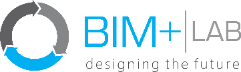 BIM+ LAB
designing the future